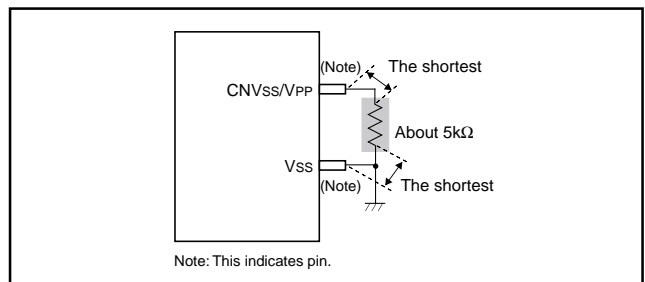 (Note)
The shortest
CNVSS/VPP
About 5kΩ
VSS
(Note)
The shortest
Note: This indicates pin.